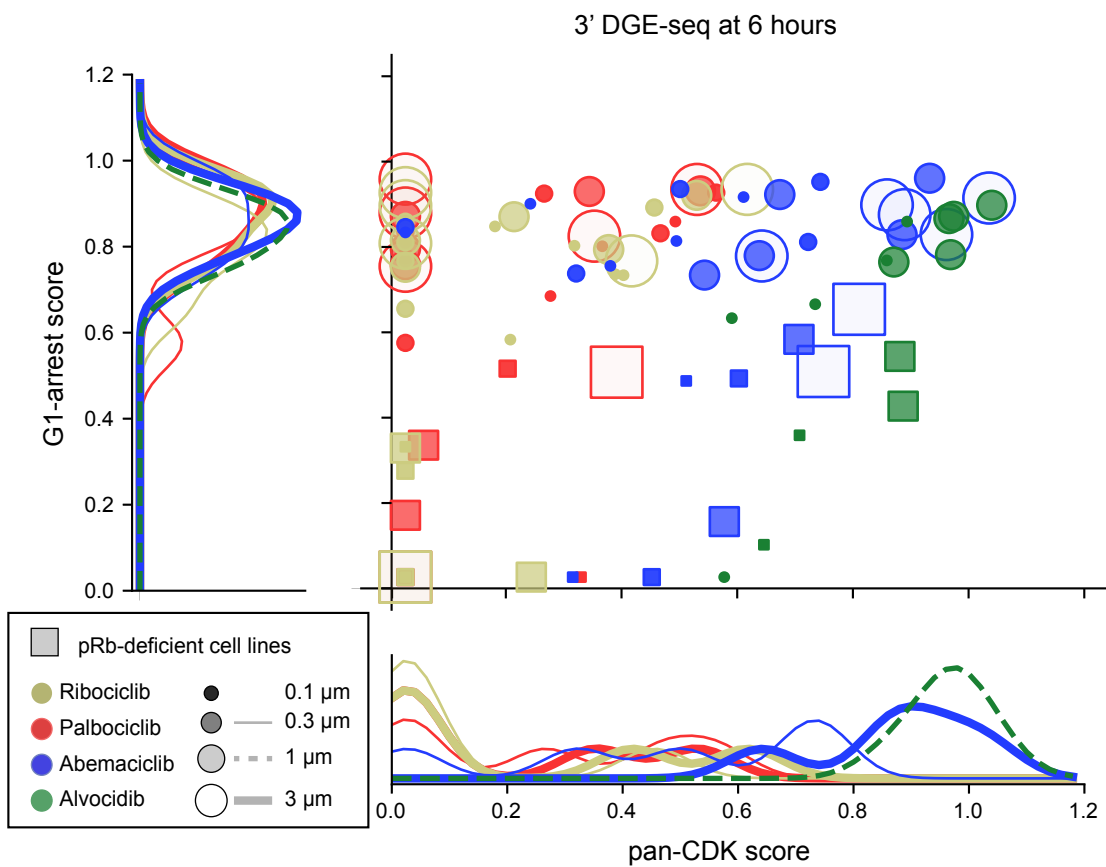 3’ DGE-seq at 6 hours
1.2
1.0
0.8
0.6
0.4
0.2
0.0
G1-arrest score
pRb-deficient cell lines
Ribociclib
Palbociclib
Abemaciclib
Alvocidib
0.1 μm
0.3 μm
1 μm
3 μm
0.0 0.2 0.4 0.6 0.8 1.0 1.2
pan-CDK score